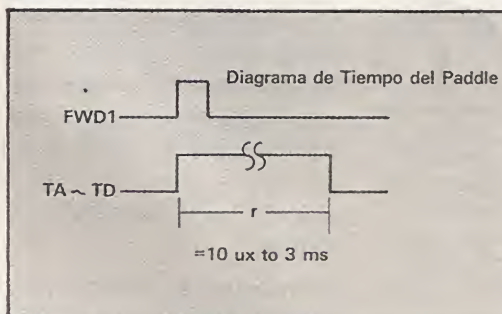 Diagrama de Tiempo del Paddle
FWD1
TA ~ TD
r
=10 ux to 3 ms